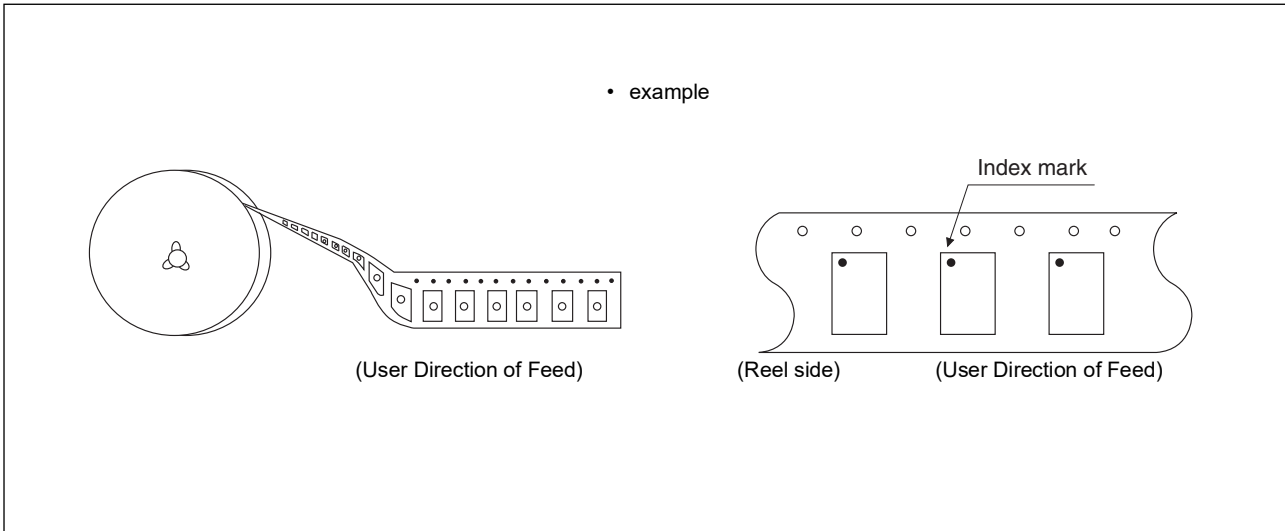 • example
Index mark
(User Direction of Feed)
(Reel side)
(User Direction of Feed)